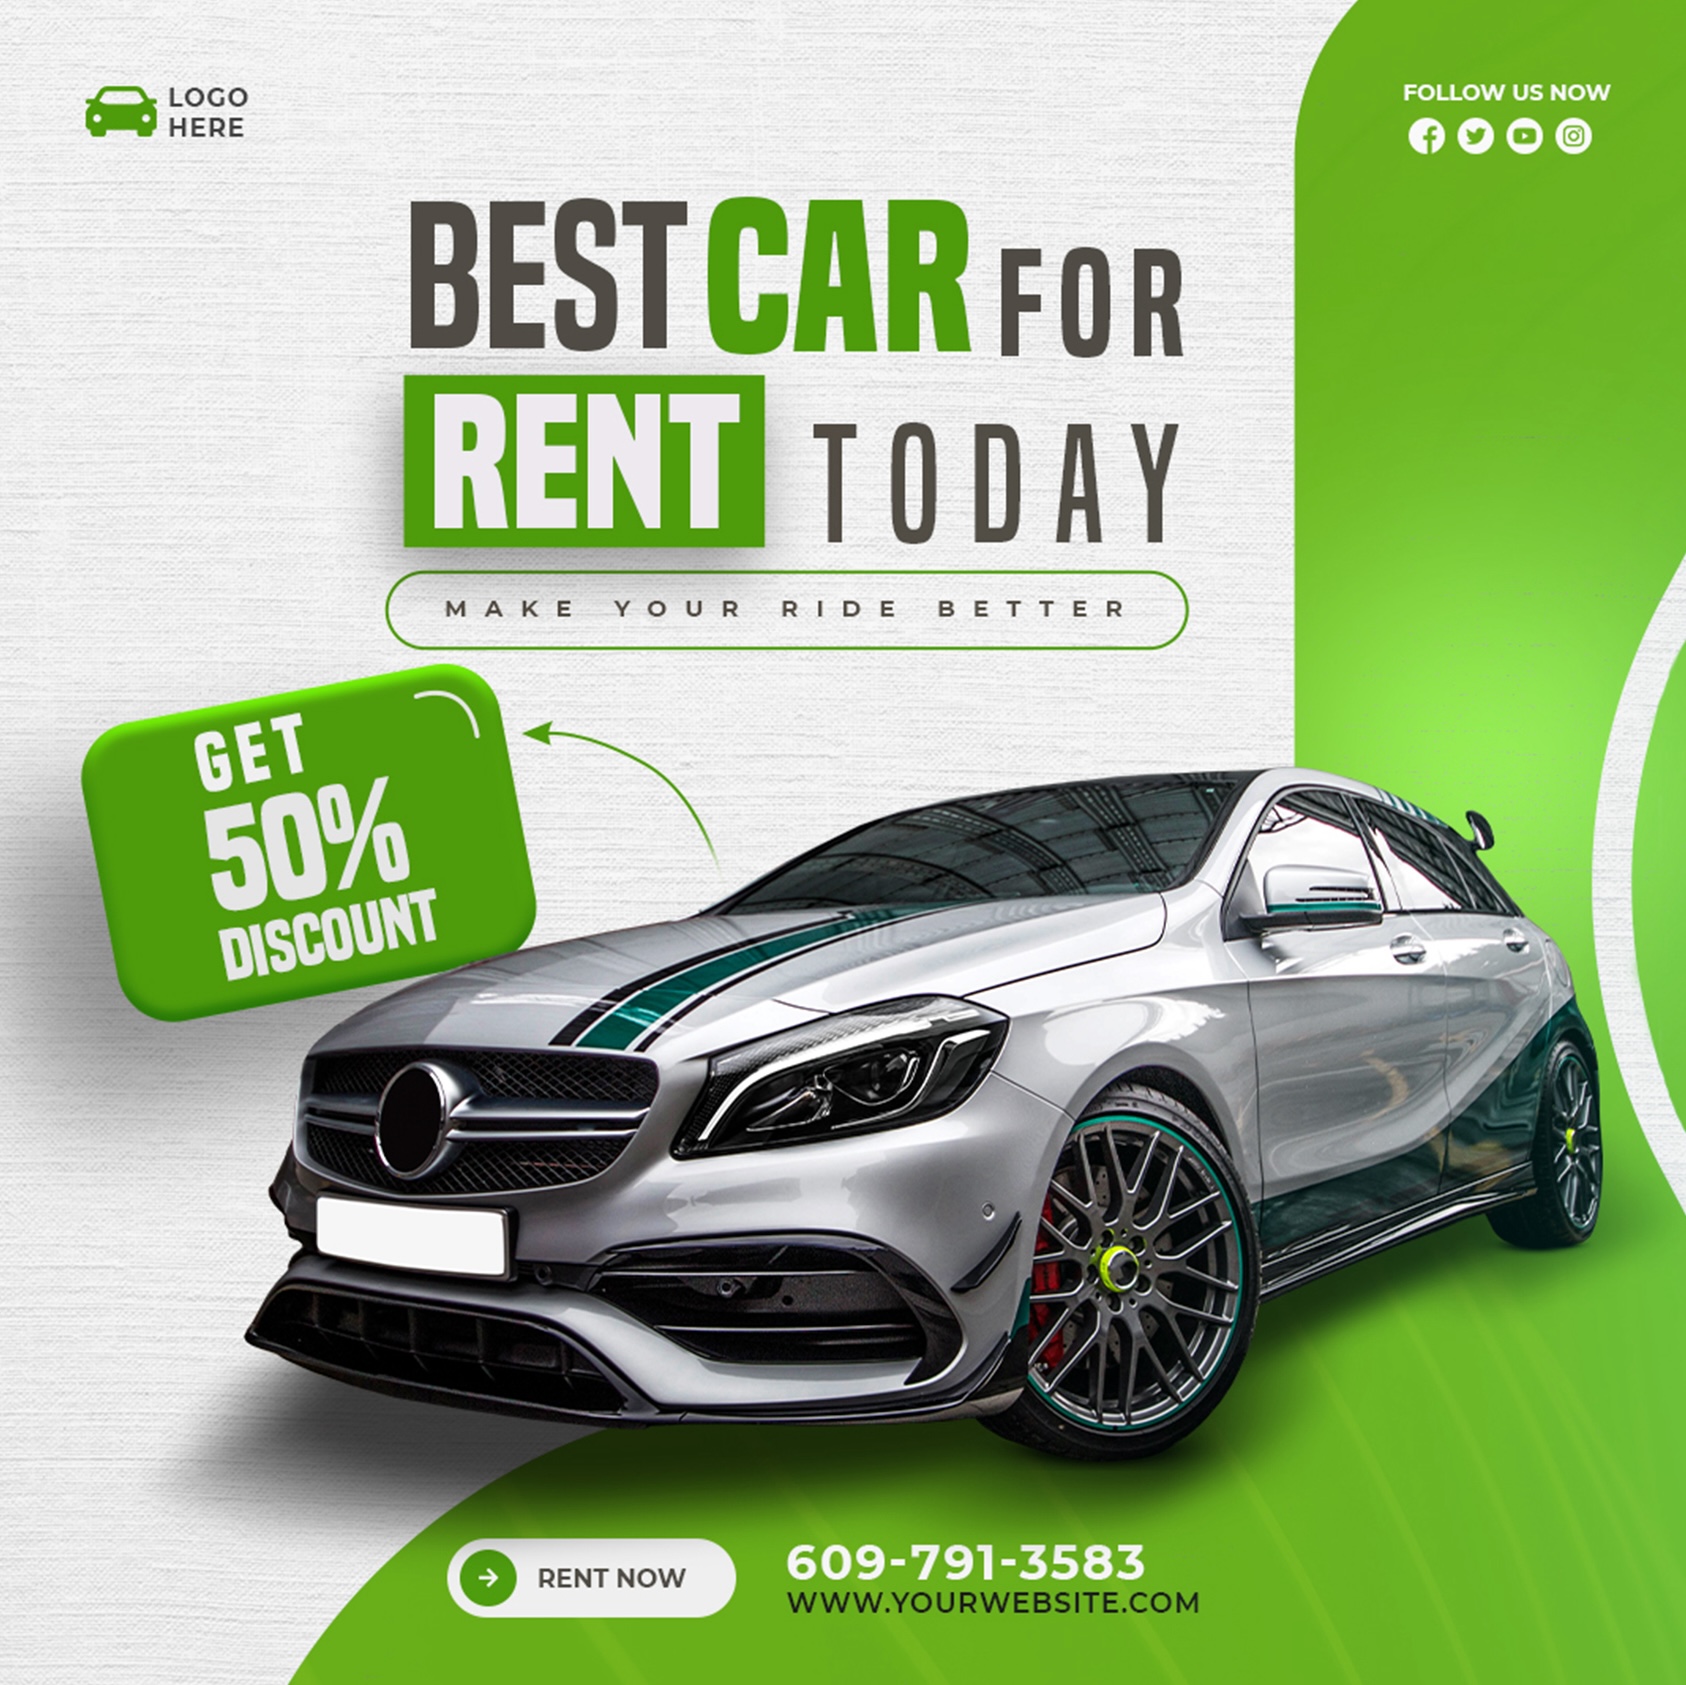 LOGO
HERE
FOLLOW US NOW
BEST CAR FOR
RENT TODAY
MAKE YOUR RIDE BETTER
GET
50%
DISCOUNT
RENT NOW
609-791-3583
WWW.YOURWEBSITE.COM